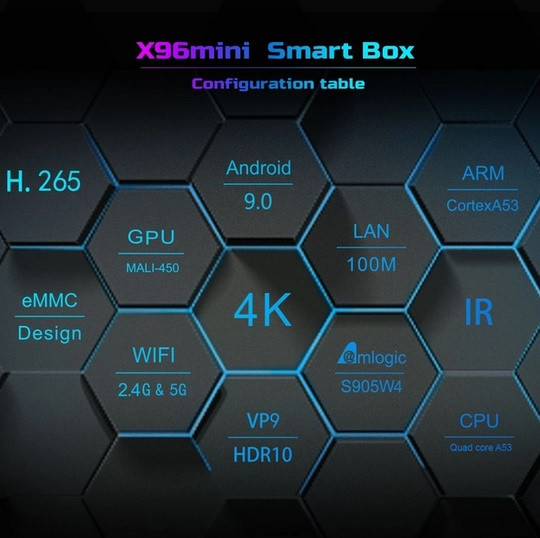 X96mini Smart Box
Configuration table
H. 265
Android
9.0
ARM
CortexA53
GPU
MALI-450
LAN
100M
eMMC
Design
4K
IR
WIFI
2.4G & 5G
@mlogic
S905W4
VP9
HDR10
CPU
Quad core A53